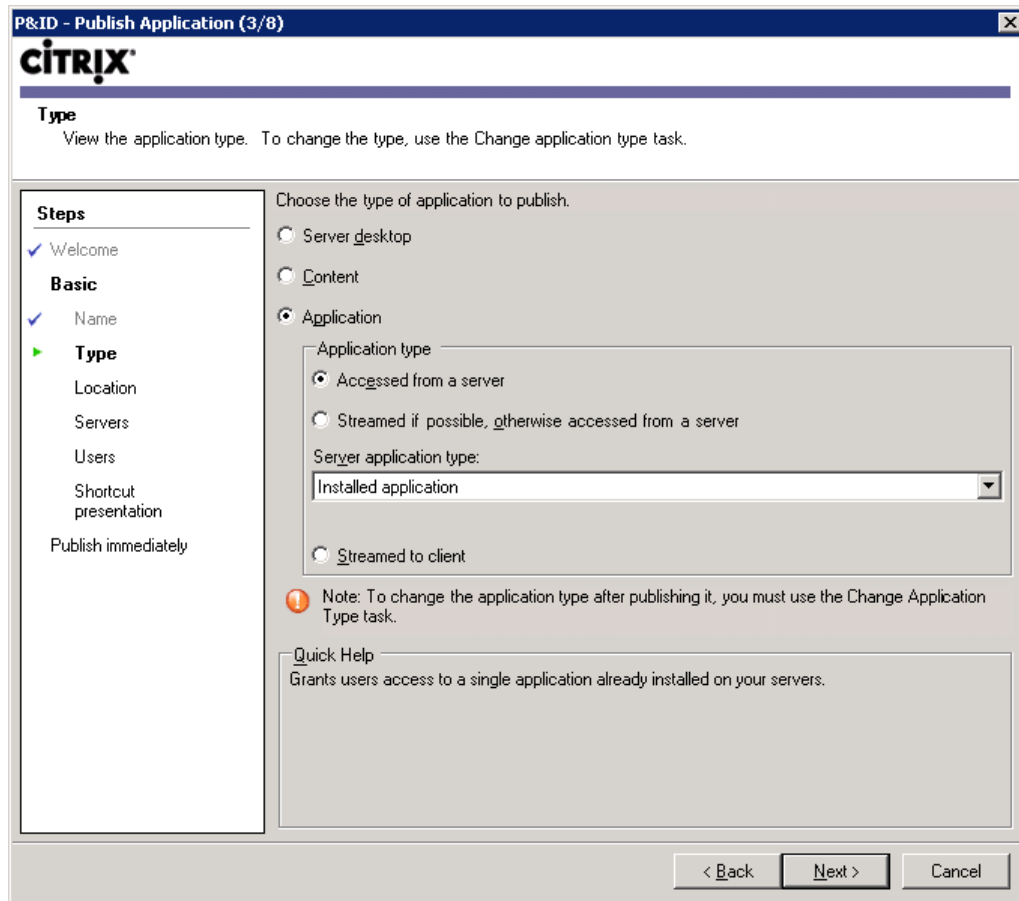 P&ID - Publish Application (3/8)
CITRIX
Type
View the application type. To change the type, use the Change application type task.
Steps
Welcome
Basic
Name
Type
Location
Servers
Users
Shortcut
presentation
Publish immediately
Choose the type of application to publish.
Server desktop
Content
Application
Application type
Accessed from a server
Streamed if possible, otherwise accessed from a server
Server application type:
Installed application
Streamed to client
Note: To change the application type after publishing it, you must use the Change Application
Type task.
Quick Help
Grants users access to a single application already installed on your servers.
< Back
Next >
Cancel